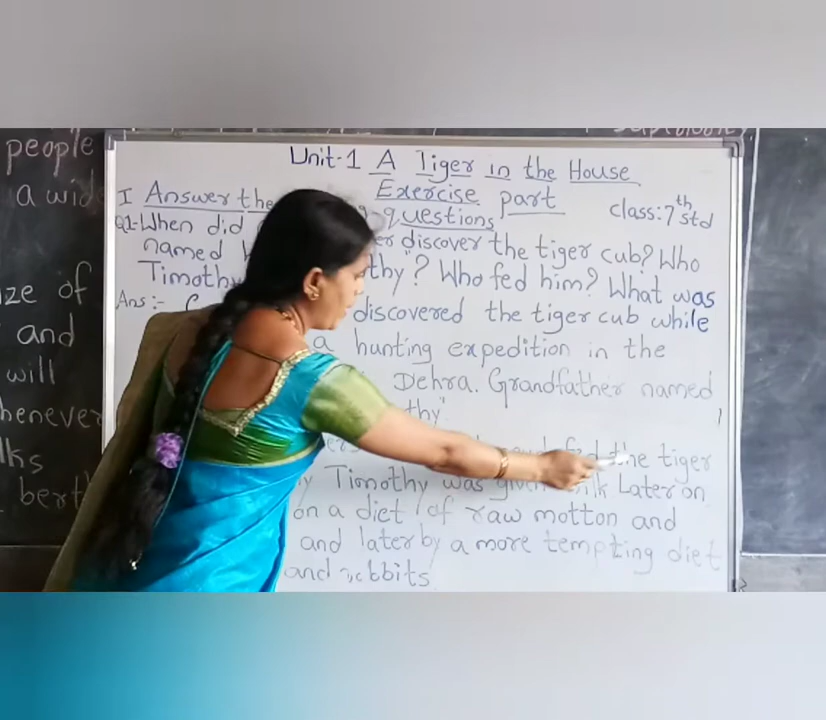 people
a wid
ize of
and
will
henever
lks
bert
Unit-1 A Tiger in the House
Exercise part
class: 7th std
I Answer the questions
Q1-When did discover the tiger cub? Who
named thy"? Who fed him? What was
Timothy
Ans:- discovered the tiger cub while
a hunting expedition in the
Dehra. Grandfather named
thy.
fed the tiger
Timothy was given milk Later on
on a diet of raw motton and
and later by a more tempting diet
and rabbits